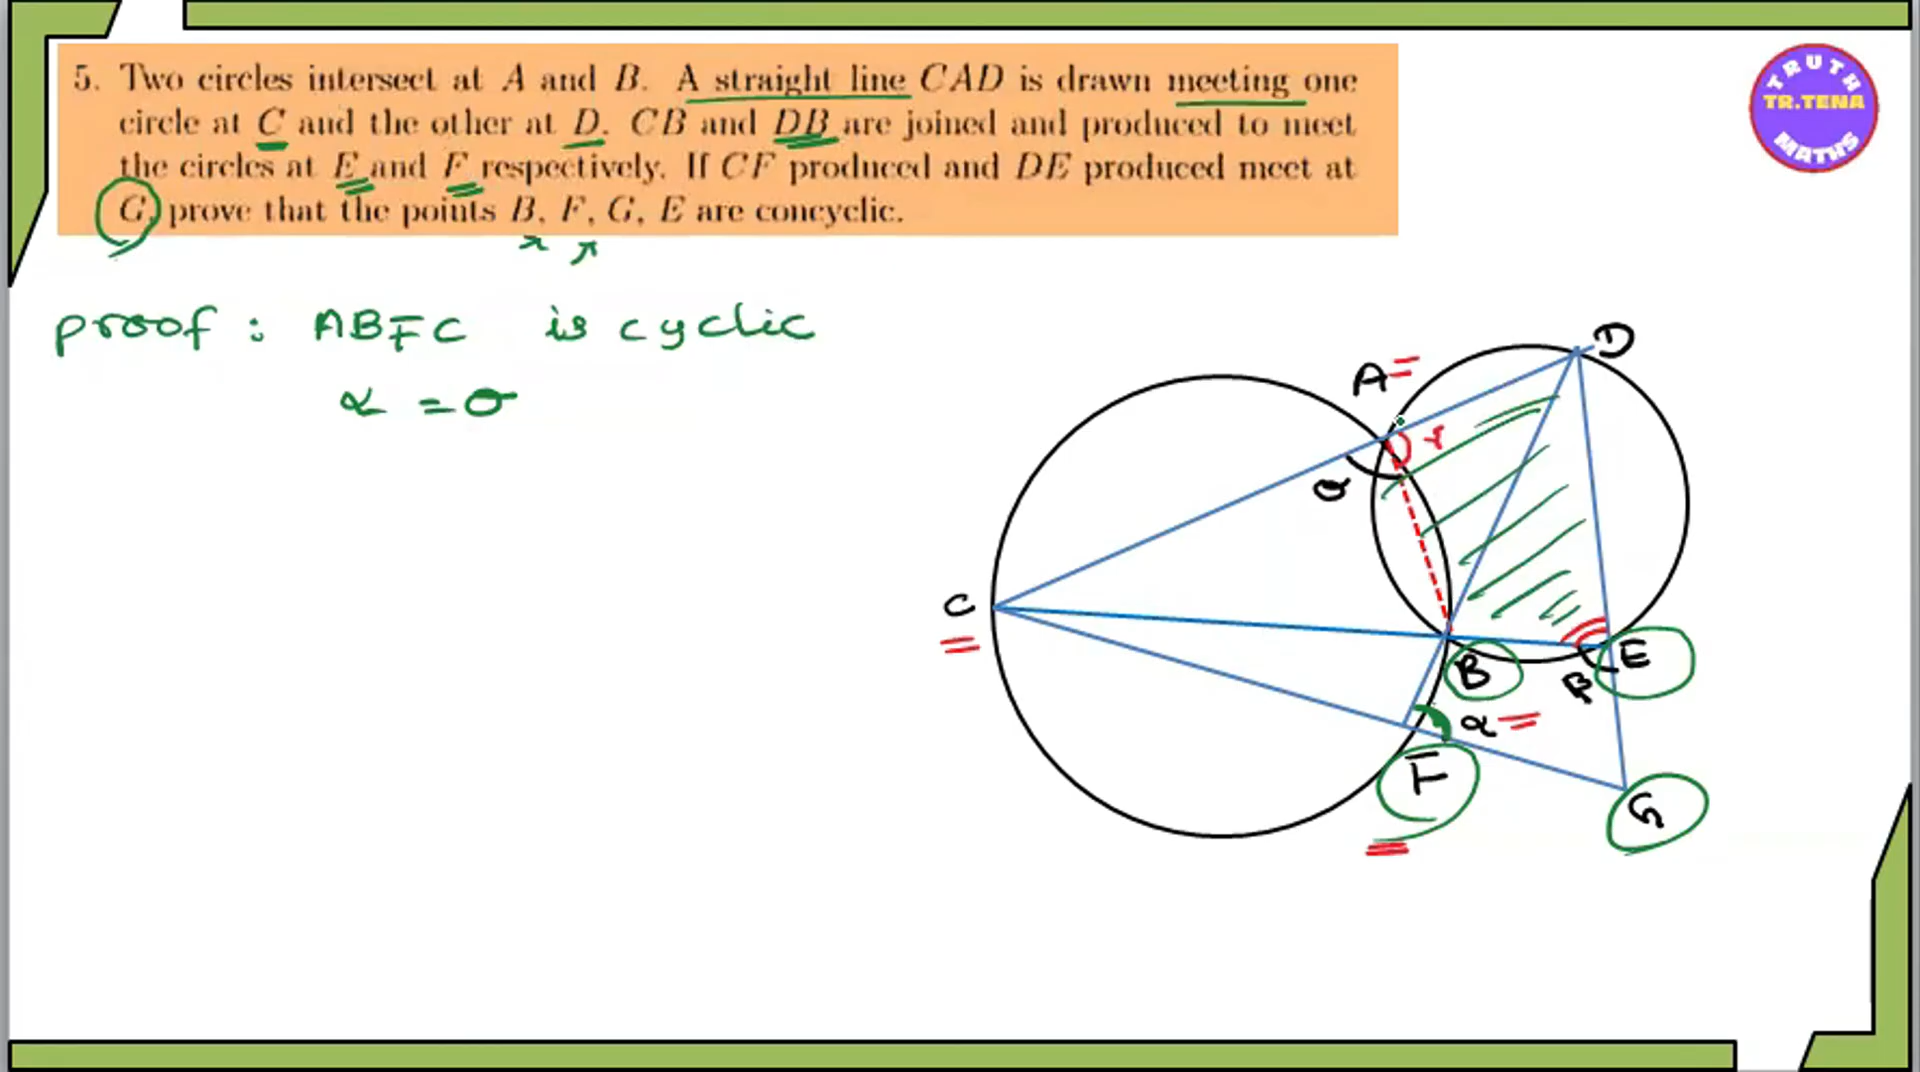 5. Two circles intersect at A and B. A straight line CAD is drawn meeting one
circle at C and the other at D. CB and DB are joined and produced to meet
the circles at E and F respectively. If CF produced and DE produced meet at
G, prove that the points B, F, G, E are concyclic.
TRUTH
TR.TENA
MATHS
proof : ABFC is cyclic
α = θ
D
A
γ
θ
C
B
E
β
α
F
G